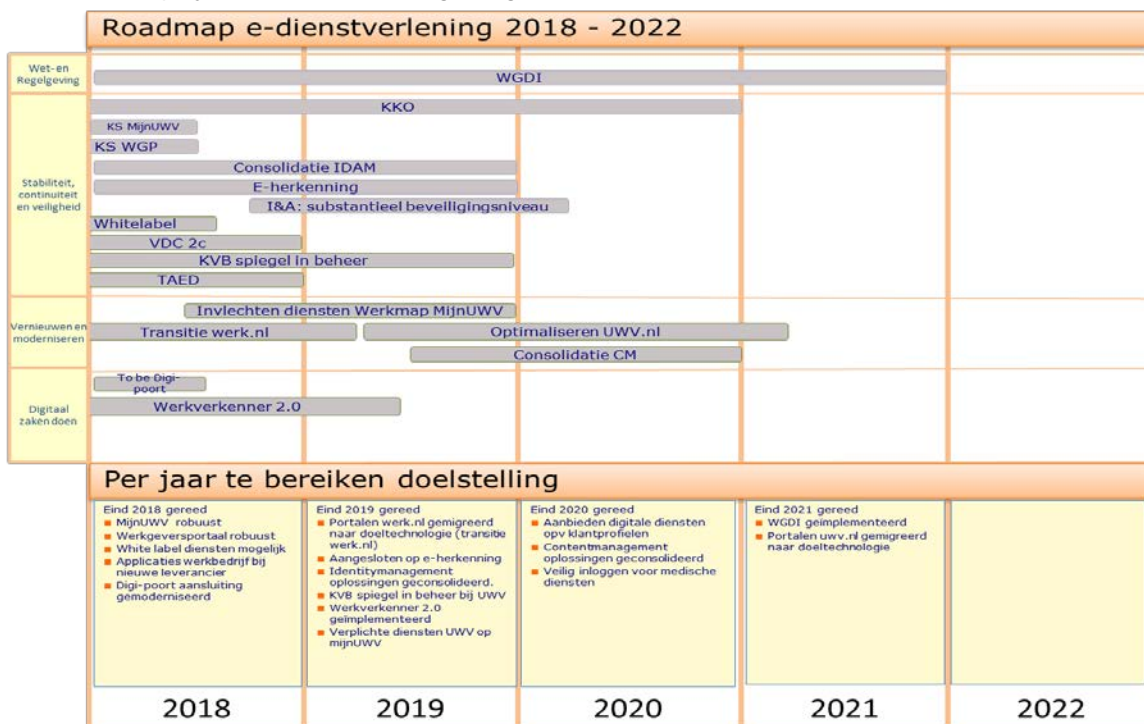 Roadmap e-dienstverlening 2018 - 2022
Wet- en
Regelgeving
WGDI
Stabiliteit,
continuiteit
en veiligheid
KKO
KS MijnUWV
KS WGP
Consolidatie IDAM
E-herkenning
I&A: substantieel beveiligingsniveau
Whitelabel
VDC 2c
KVB spiegel in beheer
TAED
Vernieuwen en
moderniseren
Invlechten diensten Werkmap MijnUWV
Transitie werk.nl
Optimaliseren UWV.nl
Consolidatie CM
Digitaal
zaken doen
To be Digi-
poort
Werkverkenner 2.0
Per jaar te bereiken doelstelling
Eind 2018 gereed
MijnUWV robuust
Werkgeversportaal robuust
White label diensten mogelijk
Applicaties werkbedrijf bij
nieuwe leverancier
Digi-poort aansluiting
gemoderniseerd
Eind 2019 gereed
Portalen werk.nl gemigreerd
naar doeltechnologie (transitie
werk.nl)
Aangesloten op e-herkenning
Identitymanagement
oplossingen geconsolideerd.
KVB spiegel in beheer bij UWV
Werkverkenner 2.0
geïmplementeerd
Verplichte diensten UWV op
mijnUWV
Eind 2020 gereed
Aanbieden digitale diensten
opv klantprofielen
Contentmanagement
oplossingen geconsolideerd
Veilig inloggen voor medische
diensten
Eind 2021 gereed
WGDI geïmplementeerd
Portalen uwv.nl gemigreerd
naar doeltechnologie
2018
2019
2020
2021
2022